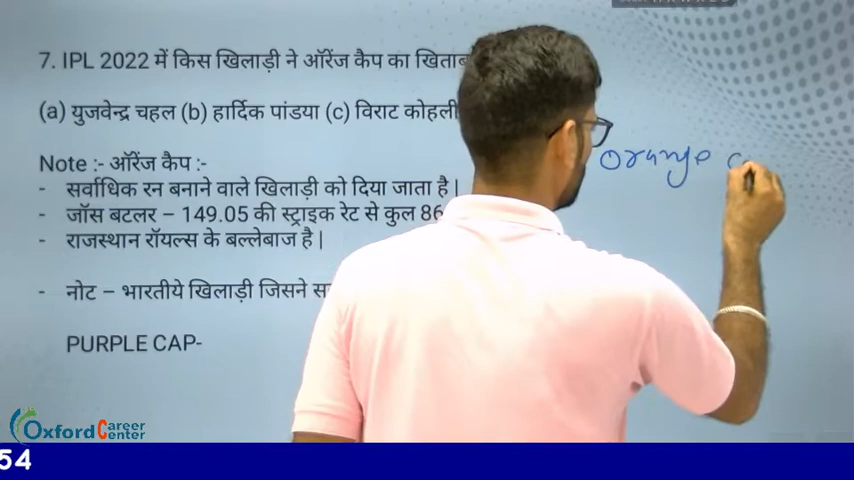 7. IPL 2022 में किस खिलाड़ी ने ऑरेंज कैप का खिताब
(a) युजवेन्द्र चहल (b) हार्दिक पांडया (c) विराट कोहली
Note :- ऑरेंज कैप :-
- सर्वाधिक रन बनाने वाले खिलाड़ी को दिया जाता है |
- जॉस बटलर – 149.05 की स्ट्राइक रेट से कुल 86
- राजस्थान रॉयल्स के बल्लेबाज है |
- नोट – भारतीये खिलाड़ी जिसने
PURPLE CAP-
Orange
Oxford Career Center
54